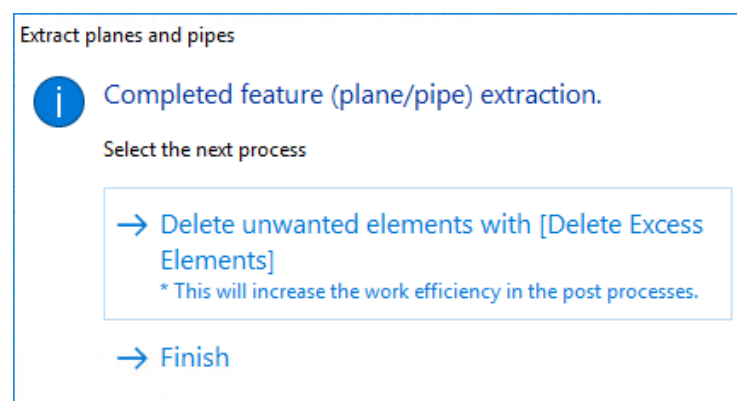 Extract planes and pipes
Completed feature (plane/pipe) extraction.
Select the next process
→ Delete unwanted elements with [Delete Excess
Elements]
* This will increase the work efficiency in the post processes.
→ Finish